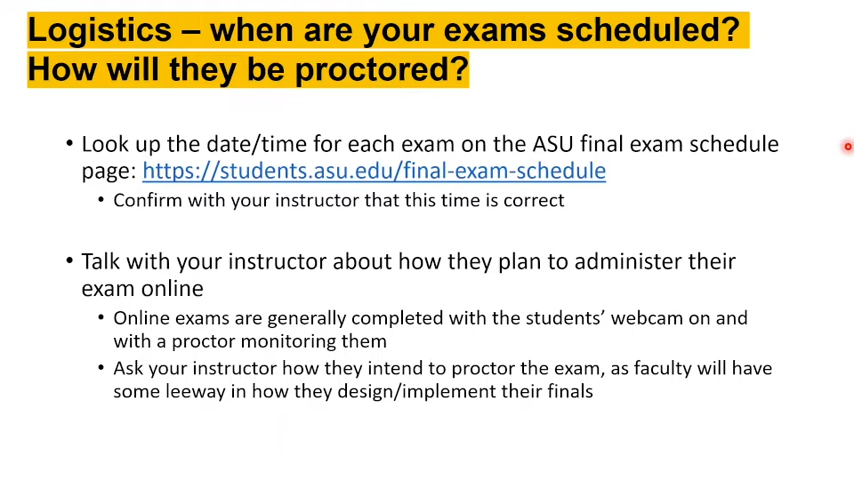 Logistics – when are your exams scheduled?
How will they be proctored?
• Look up the date/time for each exam on the ASU final exam schedule
page: https://students.asu.edu/final-exam-schedule
• Confirm with your instructor that this time is correct
• Talk with your instructor about how they plan to administer their
exam online
• Online exams are generally completed with the students’ webcam on and
with a proctor monitoring them
• Ask your instructor how they intend to proctor the exam, as faculty will have
some leeway in how they design/implement their finals